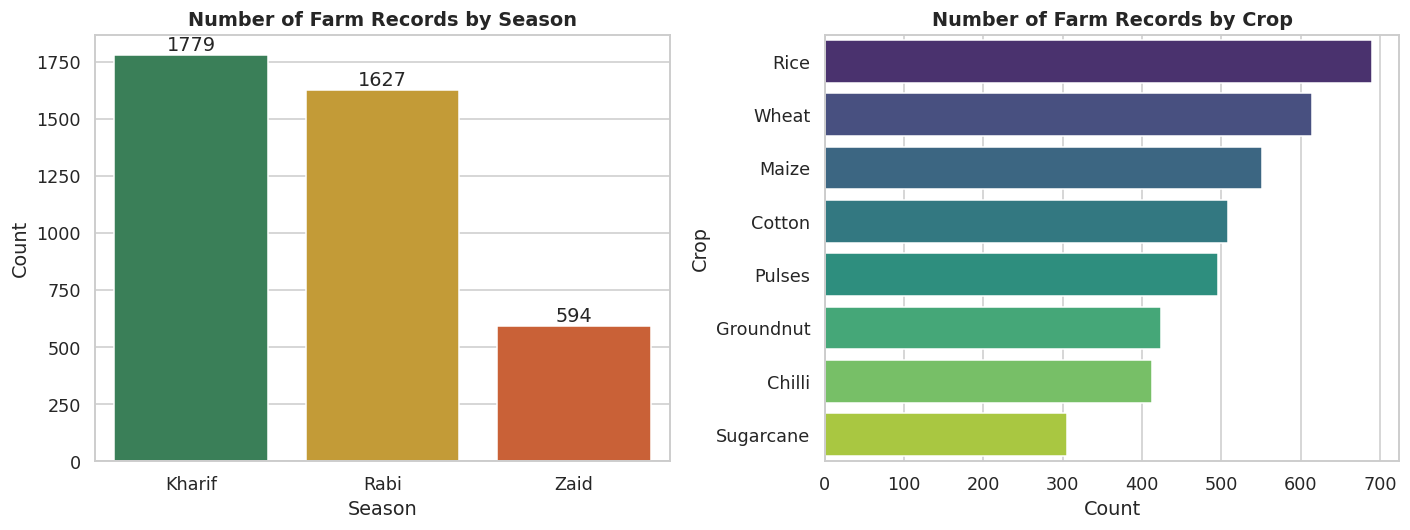 Number of Farm Records by Season
1779
1627
594
1750
1500
1250
1000
750
500
250
0
Count
Kharif
Rabi
Zaid
Season
Number of Farm Records by Crop
Rice
Wheat
Maize
Cotton
Pulses
Groundnut
Chilli
Sugarcane
Crop
0 100 200 300 400 500 600 700
Count